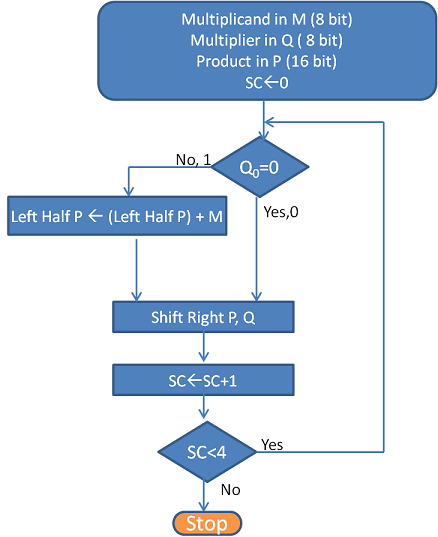 Multiplicand in M (8 bit)
Multiplier in Q ( 8 bit)
Product in P (16 bit)
SC←0
Q₀=0
No, 1
Yes,0
Left Half P ← (Left Half P) + M
Shift Right P, Q
SC←SC+1
SC<4
Yes
No
Stop